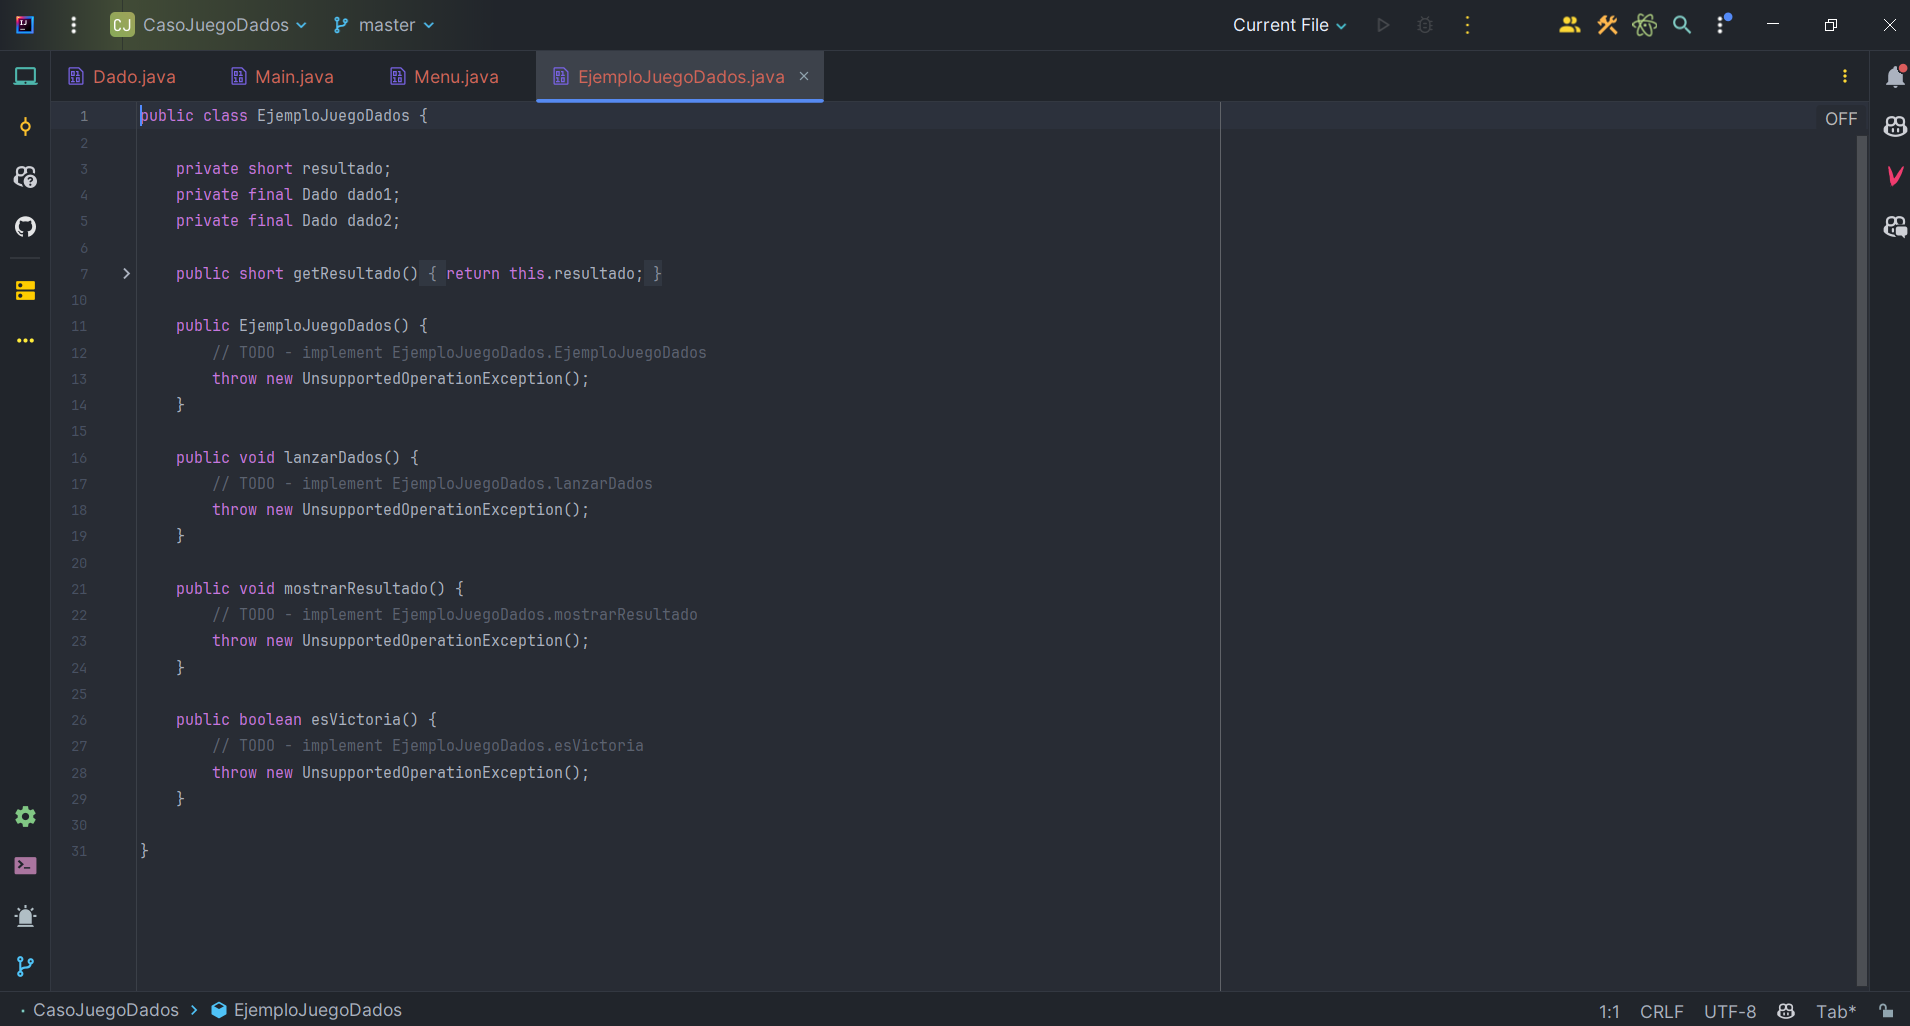 CJ CasoJuegoDados master Current File
Dado.java Main.java Menu.java EjemploJuegoDados.java
OFF
1 public class EjemploJuegoDados {
2
3 private short resultado;
4 private final Dado dado1;
5 private final Dado dado2;
6
7 public short getResultado() { return this.resultado; }
10
11 public EjemploJuegoDados() {
12 // TODO - implement EjemploJuegoDados.EjemploJuegoDados
13 throw new UnsupportedOperationException();
14 }
15
16 public void lanzarDados() {
17 // TODO - implement EjemploJuegoDados.lanzarDados
18 throw new UnsupportedOperationException();
19 }
20
21 public void mostrarResultado() {
22 // TODO - implement EjemploJuegoDados.mostrarResultado
23 throw new UnsupportedOperationException();
24 }
25
26 public boolean esVictoria() {
27 // TODO - implement EjemploJuegoDados.esVictoria
28 throw new UnsupportedOperationException();
29 }
30
31 }
CasoJuegoDados > EjemploJuegoDados 1:1 CRLF UTF-8 Tab*